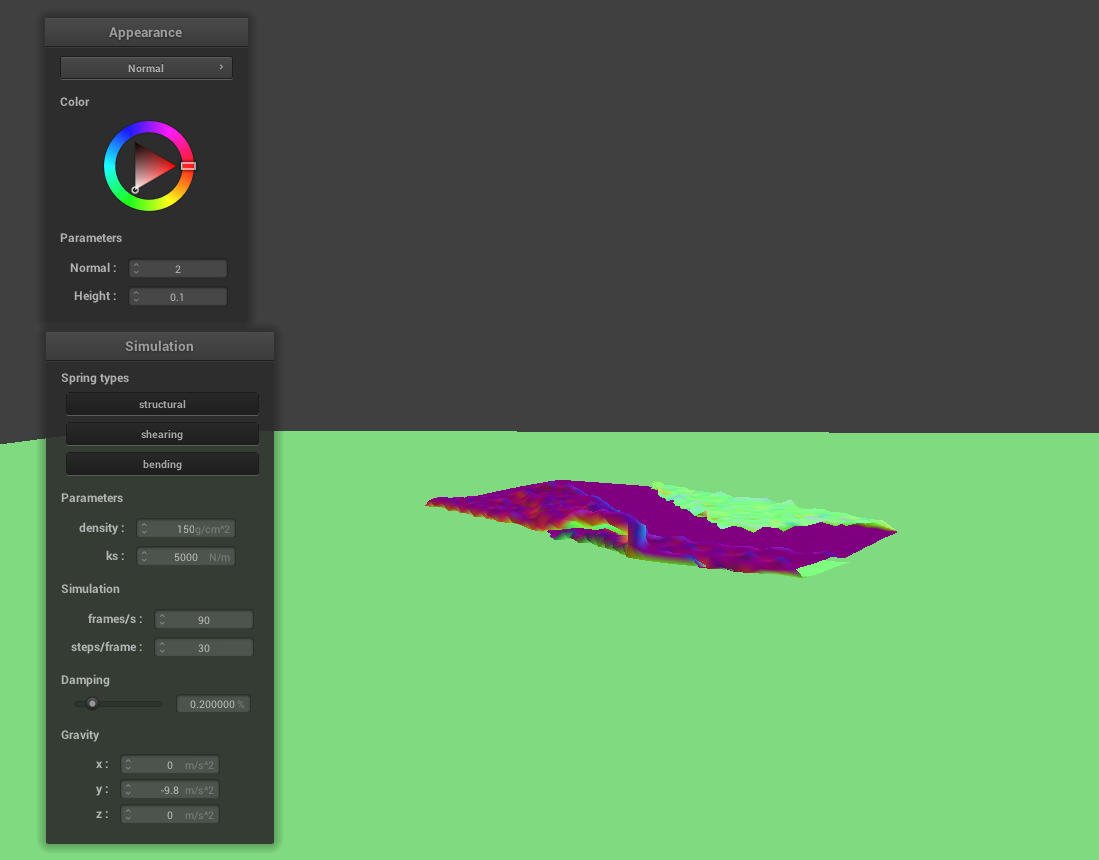 Appearance
Normal
Color
Parameters
Normal : 2
Height : 0.1
Simulation
Spring types
structural
shearing
bending
Parameters
density : 150g/cm^2
ks : 5000 N/m
Simulation
frames/s : 90
steps/frame : 30
Damping
0.200000 %
Gravity
x : 0 m/s^2
y : -9.8 m/s^2
z : 0 m/s^2